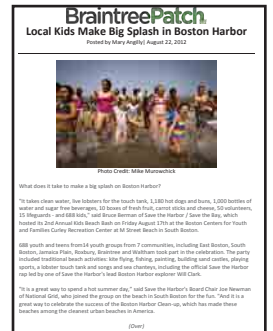 BraintreePatch
Local Kids Make Big Splash in Boston Harbor
Posted by Mary Angilly| August 22, 2012
Photo Credit: Mike Murowchick
What does it take to make a big splash on Boston Harbor?
"It takes clean water, live lobsters for the touch tank, 1,180 hot dogs and buns, 1,000 bottles of
water and sugar free beverages, 10 boxes of fresh fruit, carrot sticks and cheese, 50 volunteers,
15 lifeguards - and 688 kids," said Bruce Berman of Save the Harbor / Save the Bay, which
hosted its 2nd Annual Kids Beach Bash on Friday August 17th at the Boston Centers for Youth
and Families Curley Recreation Center at M Street Beach in South Boston.
688 youth and teens from14 youth groups from 7 communities, including East Boston, South
Boston, Jamaica Plain, Roxbury, Braintree and Waltham took part in the celebration. The party
included traditional beach activities: kite flying, fishing, painting, building sand castles, playing
sports, a lobster touch tank and songs and sea chanteys, including the official Save the Harbor
rap led by one of Save the Harbor's lead Boston Harbor explorer Will Clark.
"It is a great way to spend a hot summer day," said Save the Harbor's Board Chair Joe Newman
of National Grid, who joined the group on the beach in South Boston for the fun. "And it is a
great way to celebrate the success of the Boston Harbor Clean-up, which has made these
beaches among the cleanest urban beaches in America.
(Over)